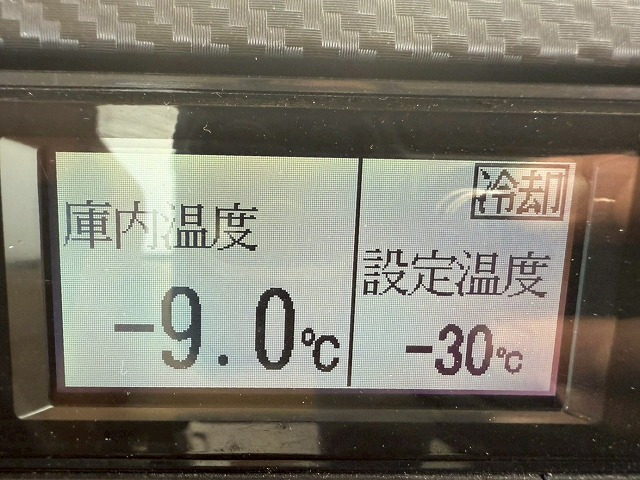 庫内温度
-9.0℃
冷却
設定温度
-30℃